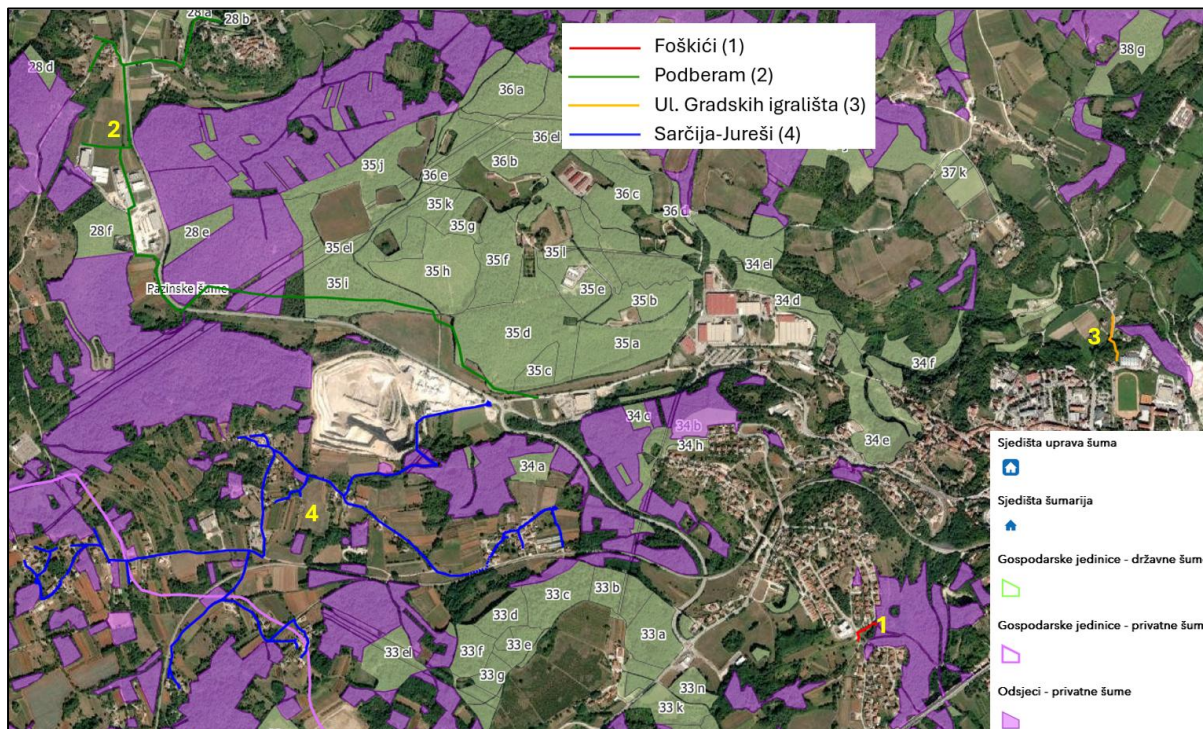 28 a
28 b
38 g
Foškići (1)
Podberam (2)
Ul. Gradskih igrališta (3)
Sarčija-Jureši (4)
28 d
36 a
2
36 el
35 j
36 b
36 e
37 k
36 c
35 k
36 d
35 g
28 f
28 e
35 el
35 l
35 h
35 f
34 el
35 i
35 e
Pazinske šume
35 b
34 d
35 d
35 a
3
34 f
35 c
34 c
34 b
34 e
34 h
34 a
4
33 b
33 c
33 d
33 a
1
33 el
33 f
33 e
33 g
33 n
33 k
Sjedišta uprava šuma
Sjedišta šumarija
Gospodarske jedinice - državne šum
Gospodarske jedinice - privatne šum
Odsjeci - privatne šume